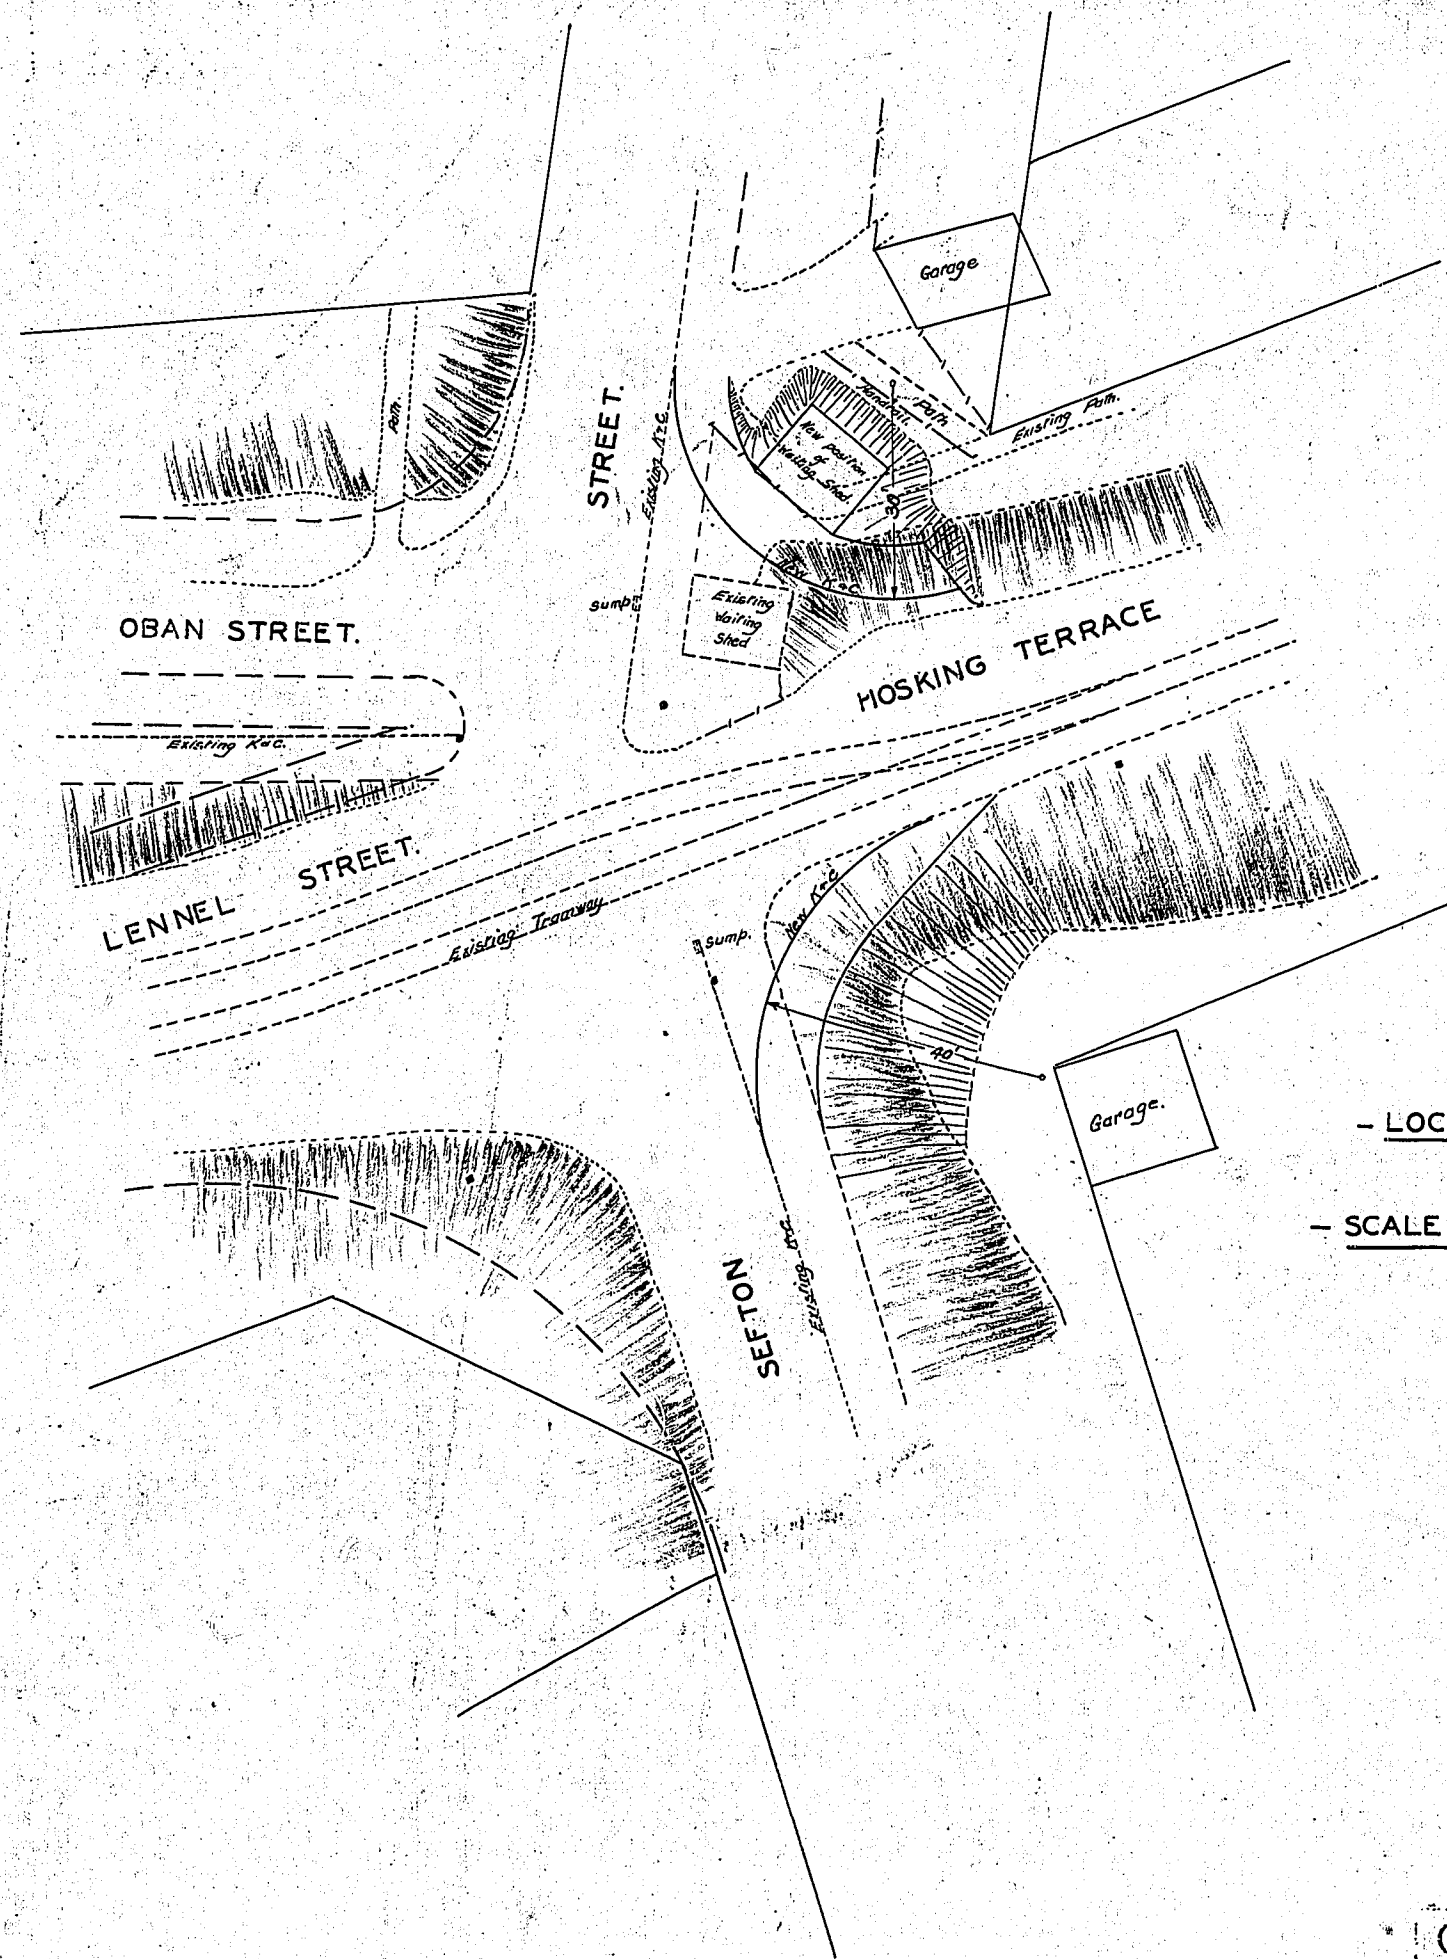 Garage
Path
Handrail.
Path
Existing Path.
STREET.
Existing K&C.
New position
of
Waiting Shed
30'
New K&C.
Sump
Existing
Waiting
Shed
OBAN STREET.
HOSKING TERRACE
Existing K&C.
LENNEL STREET.
Existing Tramway
Sump.
New K&C
40'
Garage.
- LOC
- SCALE
SEFTON
Existing K&C.